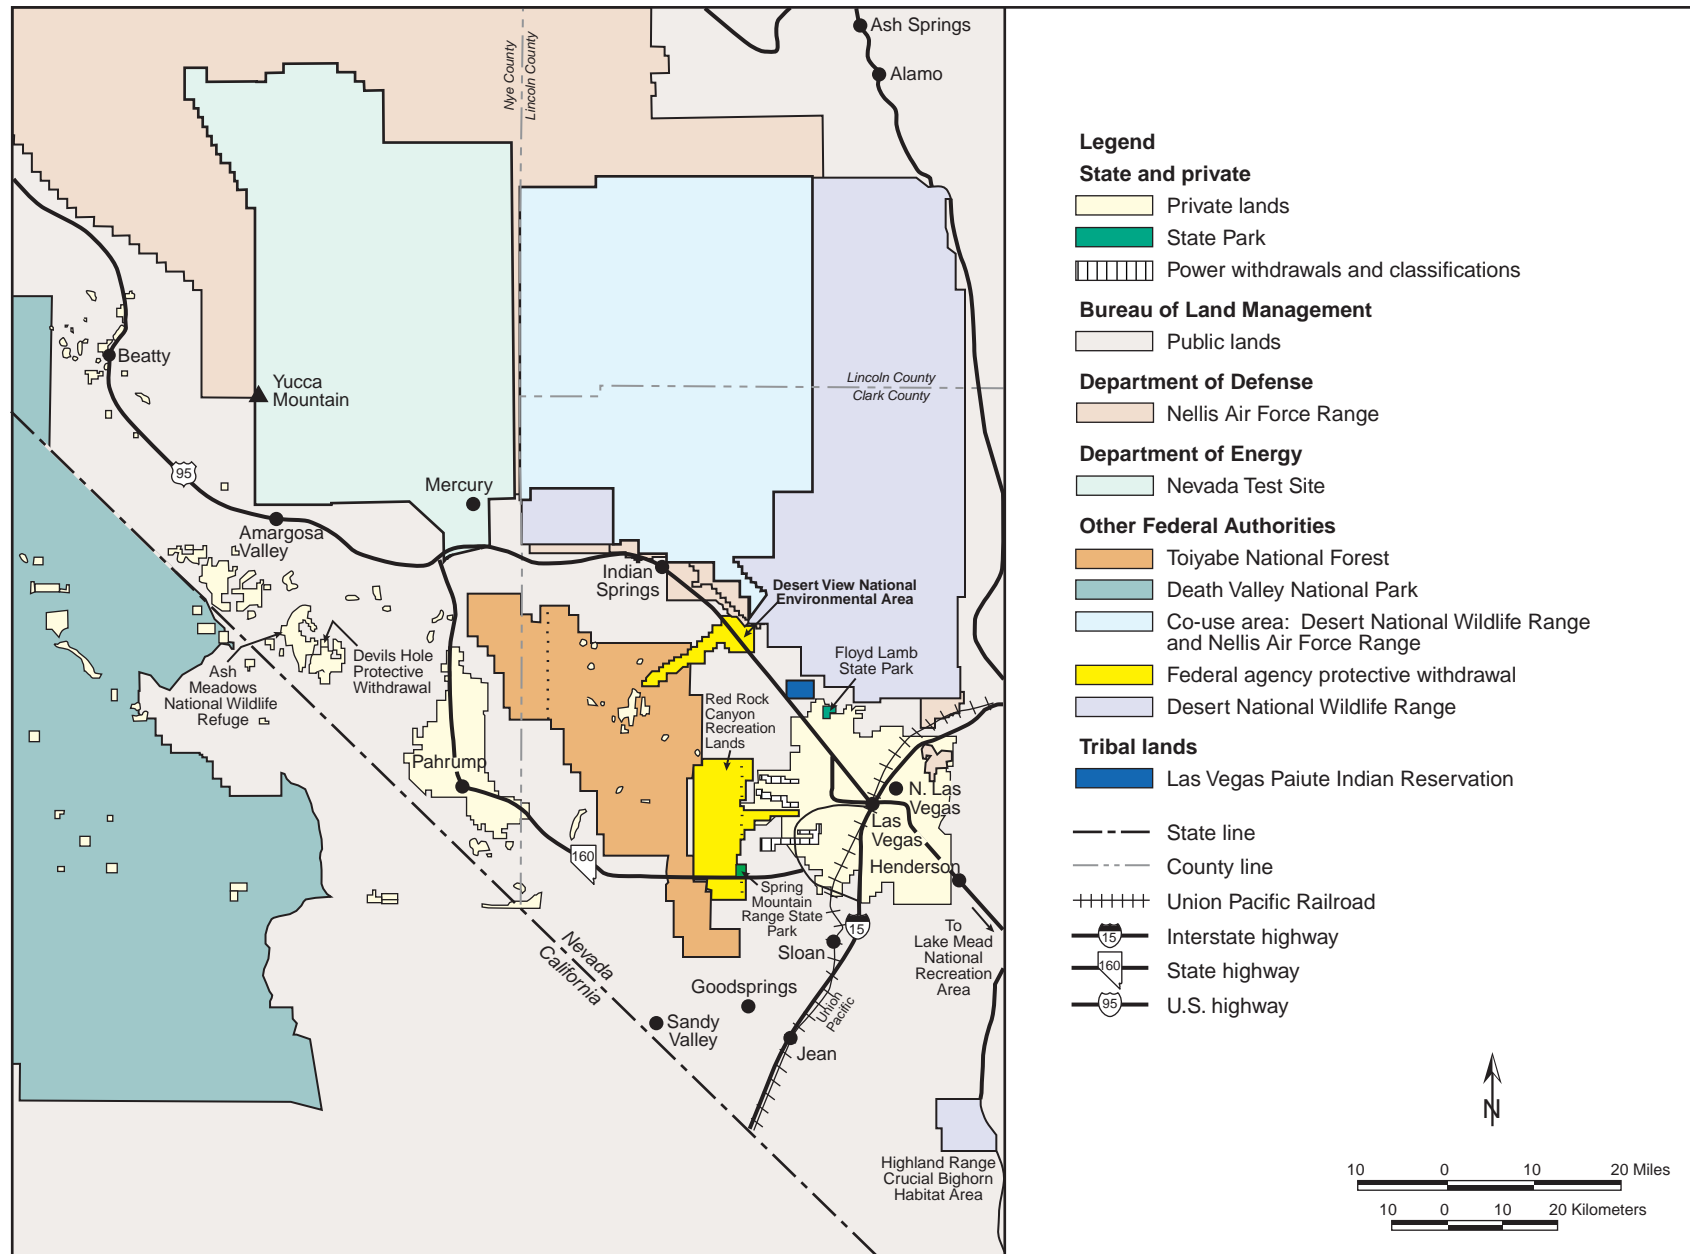 Ash Springs
Alamo
Nye County
Lincoln County
Beatty
Yucca
Mountain
Lincoln County
Clark County
95
Mercury
Amargosa
Valley
Indian
Springs
Desert View National
Environmental Area
Floyd Lamb
State Park
Ash
Meadows
National Wildlife
Refuge
Devils Hole
Protective
Withdrawal
Red Rock
Canyon
Recreation
Lands
Pahrump
N. Las
Vegas
Las
Vegas
160
Henderson
Spring
Mountain
Range State
Park
15
To
Lake Mead
National
Recreation
Area
Sloan
Nevada
California
Goodsprings
Union
Pacific
Sandy
Valley
Jean
Highland Range
Crucial Bighorn
Habitat Area
Legend
State and private
Private lands
State Park
Power withdrawals and classifications
Bureau of Land Management
Public lands
Department of Defense
Nellis Air Force Range
Department of Energy
Nevada Test Site
Other Federal Authorities
Toiyabe National Forest
Death Valley National Park
Co-use area: Desert National Wildlife Range
and Nellis Air Force Range
Federal agency protective withdrawal
Desert National Wildlife Range
Tribal lands
Las Vegas Paiute Indian Reservation
State line
County line
Union Pacific Railroad
15 Interstate highway
160 State highway
95 U.S. highway
N
10 0 10 20 Miles
10 0 10 20 Kilometers